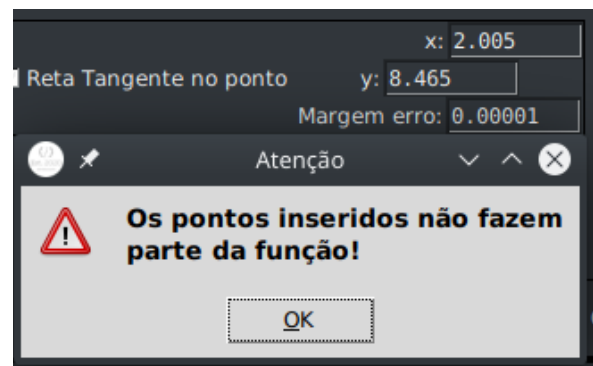 x: 2.005
Reta Tangente no ponto y: 8.465
Margem erro: 0.00001
Atenção
Os pontos inseridos não fazem
parte da função!
OK